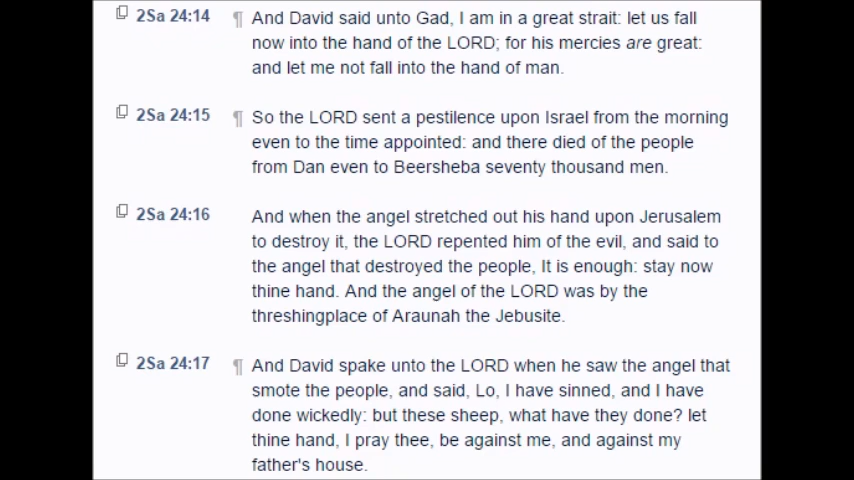 2Sa 24:14 ¶ And David said unto Gad, I am in a great strait: let us fall
now into the hand of the LORD; for his mercies are great:
and let me not fall into the hand of man.
2Sa 24:15 ¶ So the LORD sent a pestilence upon Israel from the morning
even to the time appointed: and there died of the people
from Dan even to Beersheba seventy thousand men.
2Sa 24:16 And when the angel stretched out his hand upon Jerusalem
to destroy it, the LORD repented him of the evil, and said to
the angel that destroyed the people, It is enough: stay now
thine hand. And the angel of the LORD was by the
threshingplace of Araunah the Jebusite.
2Sa 24:17 ¶ And David spake unto the LORD when he saw the angel that
smote the people, and said, Lo, I have sinned, and I have
done wickedly: but these sheep, what have they done? let
thine hand, I pray thee, be against me, and against my
father's house.